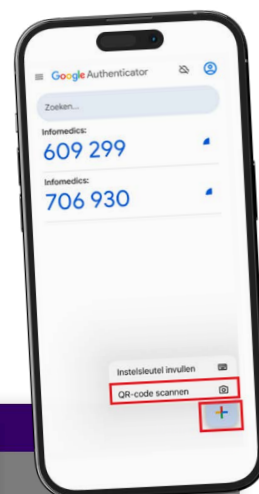 Google Authenticator
Zoeken...
Infomedics:
609 299
Infomedics:
706 930
Instelsleutel invullen
QR-code scannen